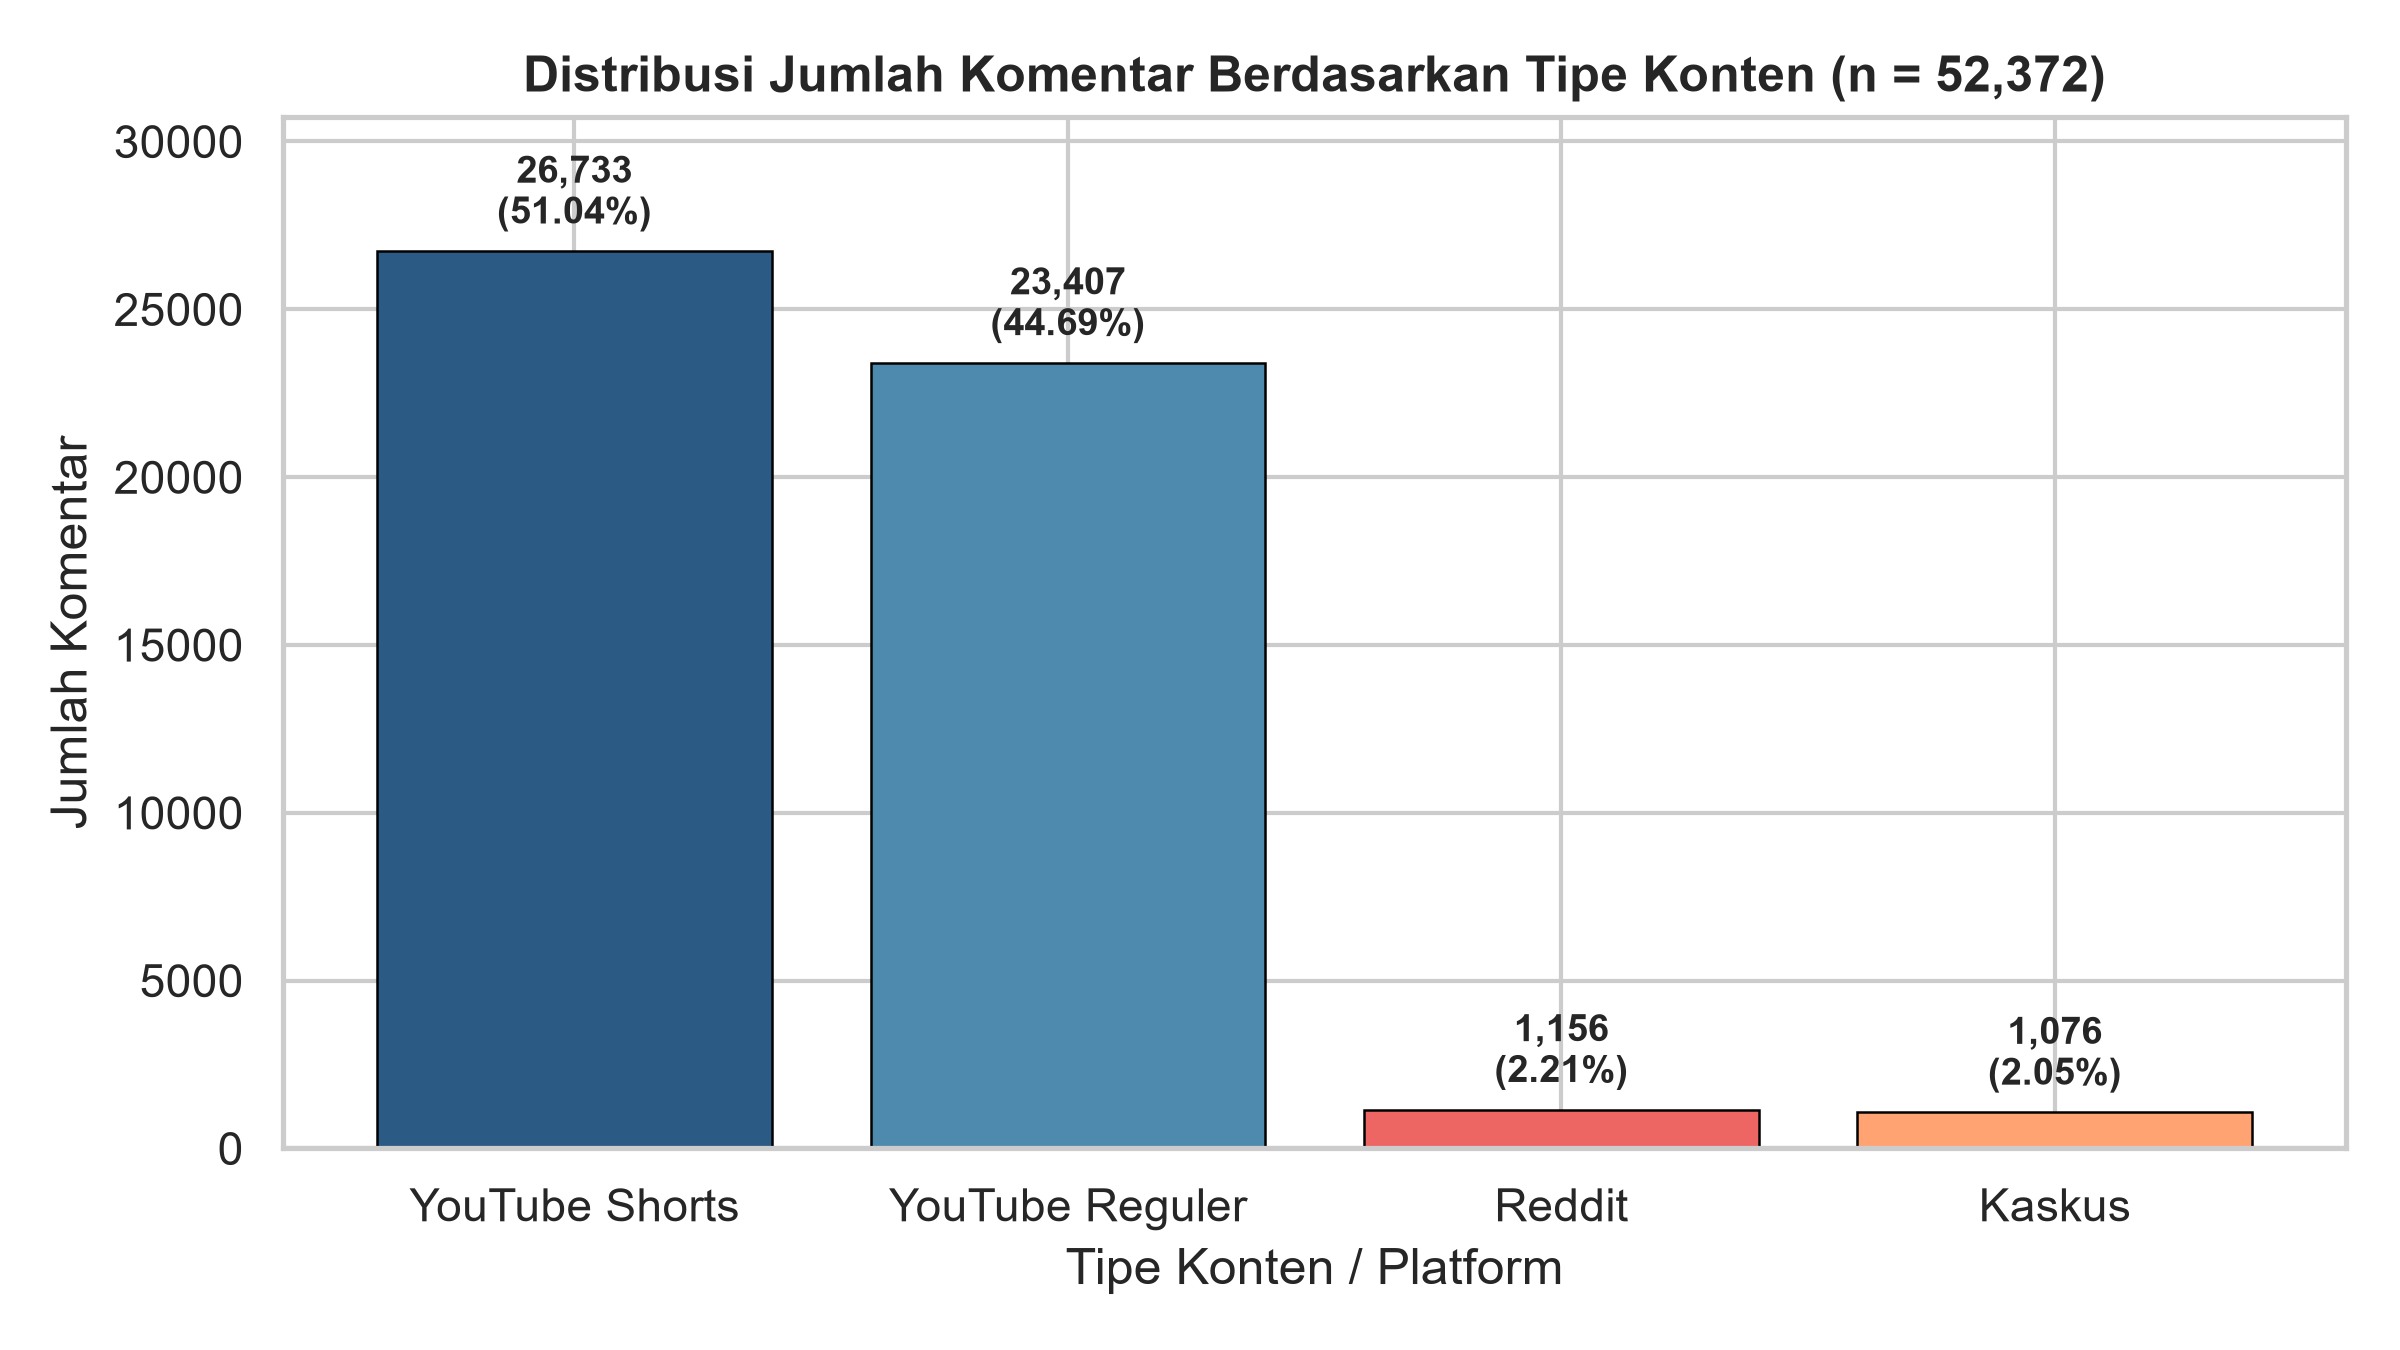 Distribusi Jumlah Komentar Berdasarkan Tipe Konten (n = 52,372)
30000
25000
20000
15000
10000
5000
0
Jumlah Komentar
26,733
(51.04%)
23,407
(44.69%)
1,156
(2.21%)
1,076
(2.05%)
YouTube Shorts
YouTube Reguler
Reddit
Kaskus
Tipe Konten / Platform